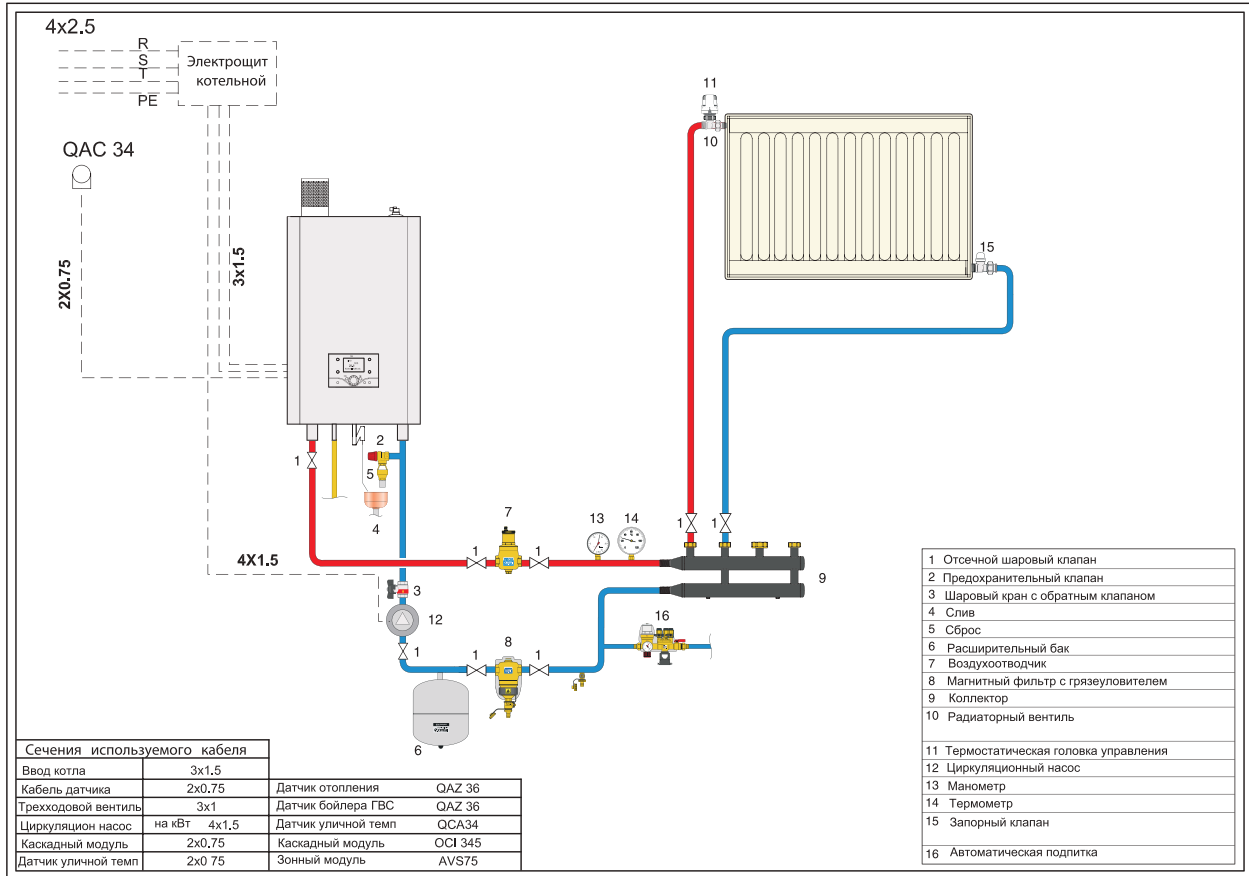 4x2.5
R
S
T
PE
Электрощит
котельной
QAC 34
2X0.75
3x1.5
4X1.5
11
10
15
1
2
5
4
7
1
1
13
14
1
1
9
3
12
1
1
8
1
16
6
1 Отсечной шаровый клапан
2 Предохранительный клапан
3 Шаровый кран с обратным клапаном
4 Слив
5 Сброс
6 Расширительный бак
7 Воздухоотводчик
8 Магнитный фильтр с грязеуловителем
9 Коллектор
10 Радиаторный вентиль
11 Термостатическая головка управления
12 Циркуляционный насос
13 Манометр
14 Термометр
15 Запорный клапан
16 Автоматическая подпитка
Сечения используемого кабеля
Ввод котла 3x1.5
Кабель датчика 2x0.75 Датчик отопления QAZ 36
Трехходовой вентиль 3x1 Датчик бойлера ГВС QAZ 36
Циркуляцион насос на кВт 4x1.5 Датчик уличной темп QCA34
Каскадный модуль 2x0.75 Каскадный модуль OCI 345
Датчик уличной темп 2x0 75 Зонный модуль AVS75